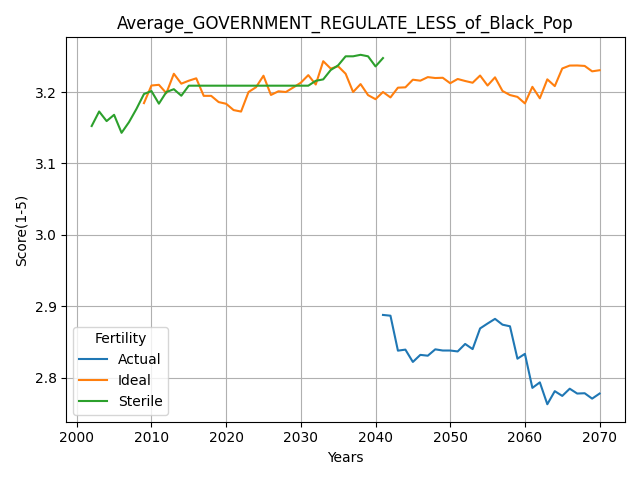 Average_GOVERNMENT_REGULATE_LESS_of_Black_Pop
Score(1-5)
3.2
3.1
3.0
2.9
2.8
Fertility
Actual
Ideal
Sterile
2000 2010 2020 2030 2040 2050 2060 2070
Years